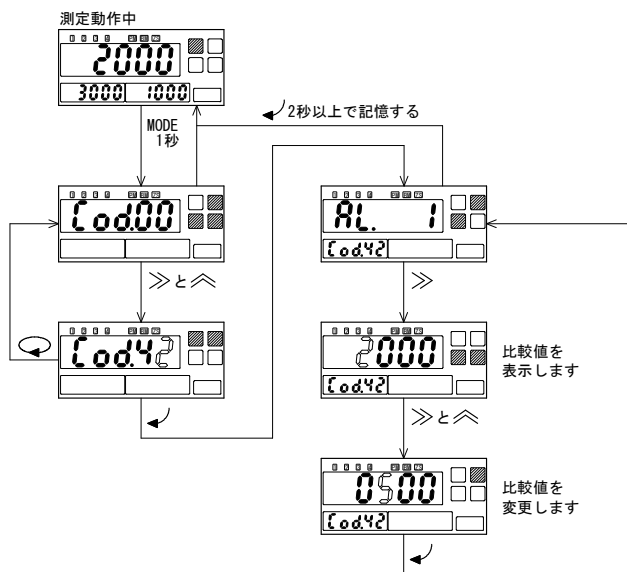 測定動作中
2000
3000 1000
MODE
1秒
2秒以上で記憶する
Cod.00
≫と︽
Cod.42
AL. 1
Cod.42
≫
2000
Cod.42
比較値を
表示します
≫と︽
0500
Cod.42
比較値を
変更します